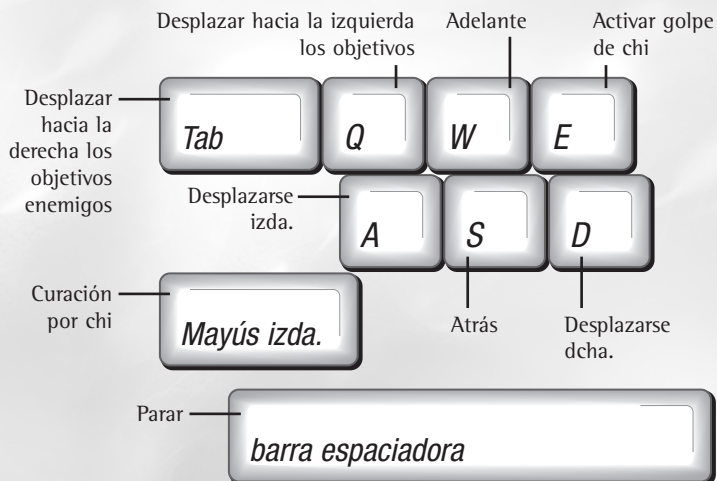 Desplazar hacia la izquierda
los objetivos
Adelante
Activar golpe
de chi
Desplazar
hacia la
derecha los
objetivos
enemigos
Tab
Q
W
E
Desplazarse
izda.
A
S
D
Curación
por chi
Mayús izda.
Atrás
Desplazarse
dcha.
Parar
barra espaciadora